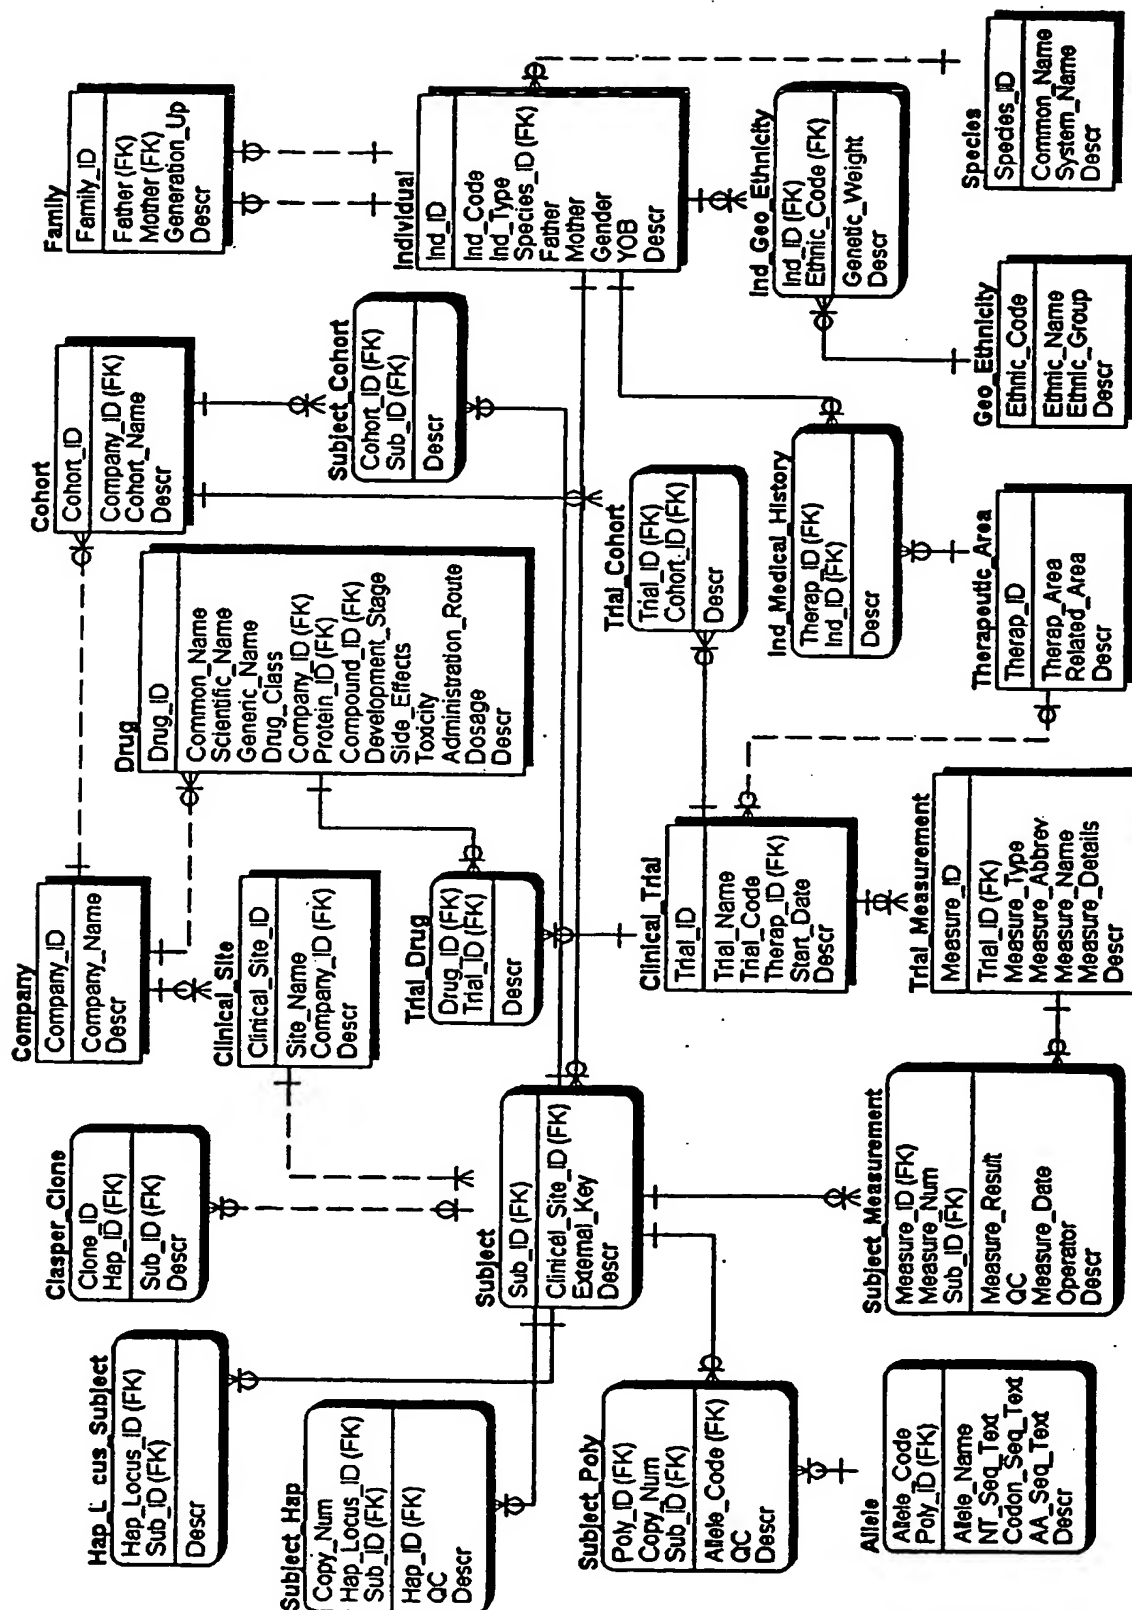 Family
Family_ID
Father (FK)
Mother (FK)
Generation_Up
Descr
Cohort
Cohort_ID
Company_ID (FK)
Cohort_Name
Descr
Company
Company_ID
Company_Name
Descr
Clasper_Clone
Clone_ID
Hap_ID (FK)
Sub_ID (FK)
Descr
Hap_L cus_Subject
Hap_Locus_ID (FK)
Sub_ID (FK)
Descr
Individual
Ind_ID
Ind_Code
Ind_Type
Species_ID (FK)
Father
Mother
Gender
YOB
Descr
Subject_Cohort
Cohort_ID (FK)
Sub_ID (FK)
Descr
Drug
Drug_ID
Common_Name
Scientific_Name
Generic_Name
Drug_Class
Company_ID (FK)
Protein_ID (FK)
Compound_ID (FK)
Development_Stage
Side_Effects
Toxicity
Administration_Route
Dosage
Descr
Clinical_Site
Clinical_Site_ID
Site_Name
Company_ID (FK)
Descr
Subject_Hap
Copy_Num
Hap_Locus_ID (FK)
Sub_ID (FK)
Hap_ID (FK)
QC
Descr
Trial_Drug
Drug_ID (FK)
Trial_ID (FK)
Descr
Subject
Sub_ID (FK)
Clinical_Site_ID (FK)
External_Key
Descr
Trial_Cohort
Trial_ID (FK)
Cohort_ID (FK)
Descr
Clinical_Trial
Trial_ID
Trial_Name
Trial_Code
Therap_ID (FK)
Start_Date
Descr
Subject_Poly
Poly_ID (FK)
Copy_Num
Sub_ID (FK)
Allele_Code (FK)
QC
Descr
Ind_Geo_Ethnicity
Ind_ID (FK)
Ethnic_Code (FK)
Genetic_Weight
Descr
Ind_Medical_History
Therap_ID (FK)
Ind_ID (FK)
Descr
Species
Species_ID
Common_Name
System_Name
Descr
Geo_Ethnicity
Ethnic_Code
Ethnic_Name
Ethnic_Group
Descr
Therapeutic_Area
Therap_ID
Therap_Area
Related_Area
Descr
Trial_Measurement
Measure_ID
Trial_ID (FK)
Measure_Type
Measure_Abbrev
Measure_Name
Measure_Details
Descr
Subject_Measurement
Measure_ID (FK)
Measure_Num
Sub_ID (FK)
Measure_Result
QC
Measure_Date
Operator
Descr
Allele
Allele_Code
Poly_ID (FK)
Allele_Name
NT_Seq_Text
Codon_Seq_Text
AA_Seq_Text
Descr